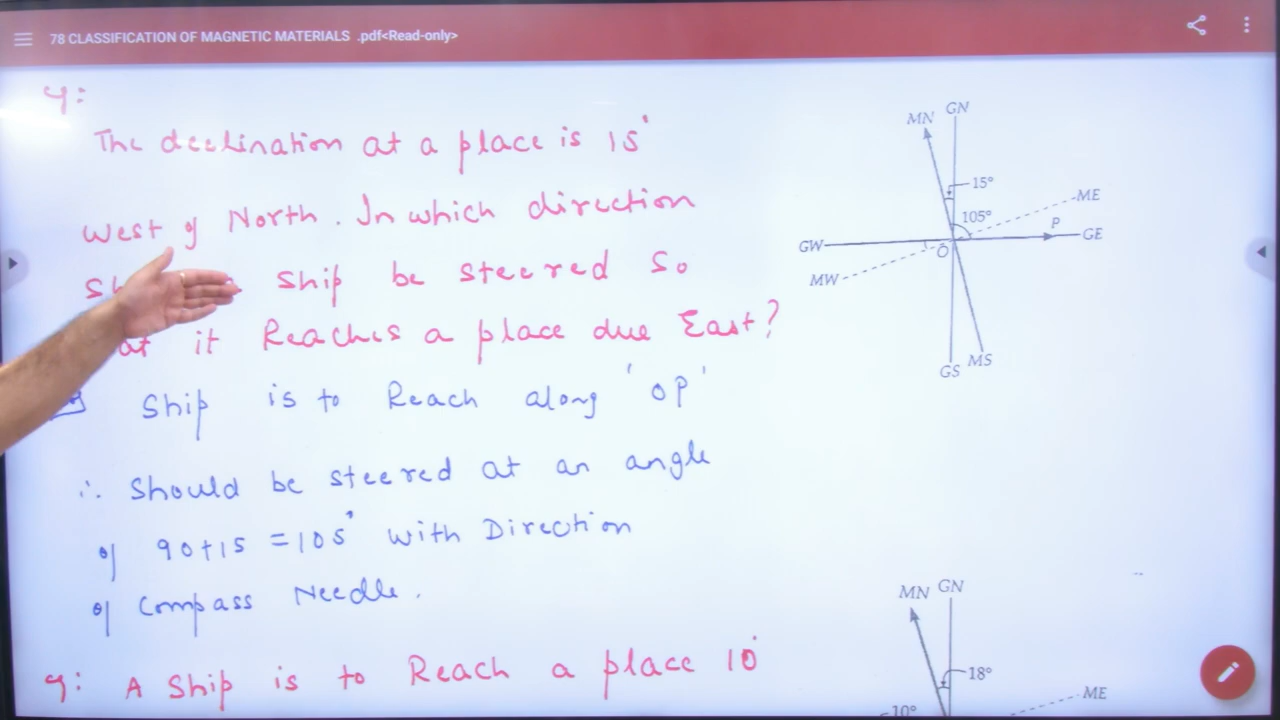 78 CLASSIFICATION OF MAGNETIC MATERIALS .pdf<Read-only>
q:
The declination at a place is 15°
West of North. In which direction
ship be steered so
it Reaches a place due East?
Ship is to Reach along 'OP'
∴ Should be steered at an angle
of 90+15 =105° with Direction
of Compass Needle.
q: A Ship is to Reach a place 10°
MN GN
15°
ME
105°
P
GW
GE
O
MW
GS MS
MN GN
18°
ME
10°